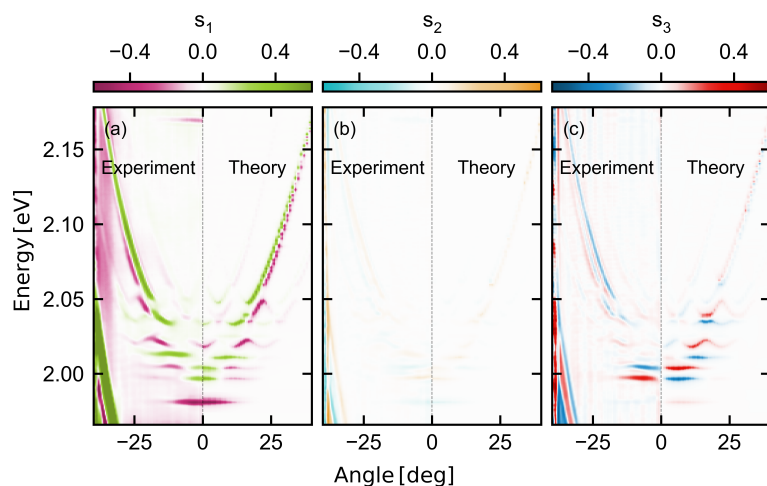 s1 s2 s3
−0.4 0.0 0.4 −0.4 0.0 0.4 −0.4 0.0 0.4
(a) (b) (c)
2.15
Experiment Theory Experiment Theory Experiment Theory
2.10
Energy [eV]
2.05
2.00
−25 0 25 −25 0 25 −25 0 25
Angle [deg]